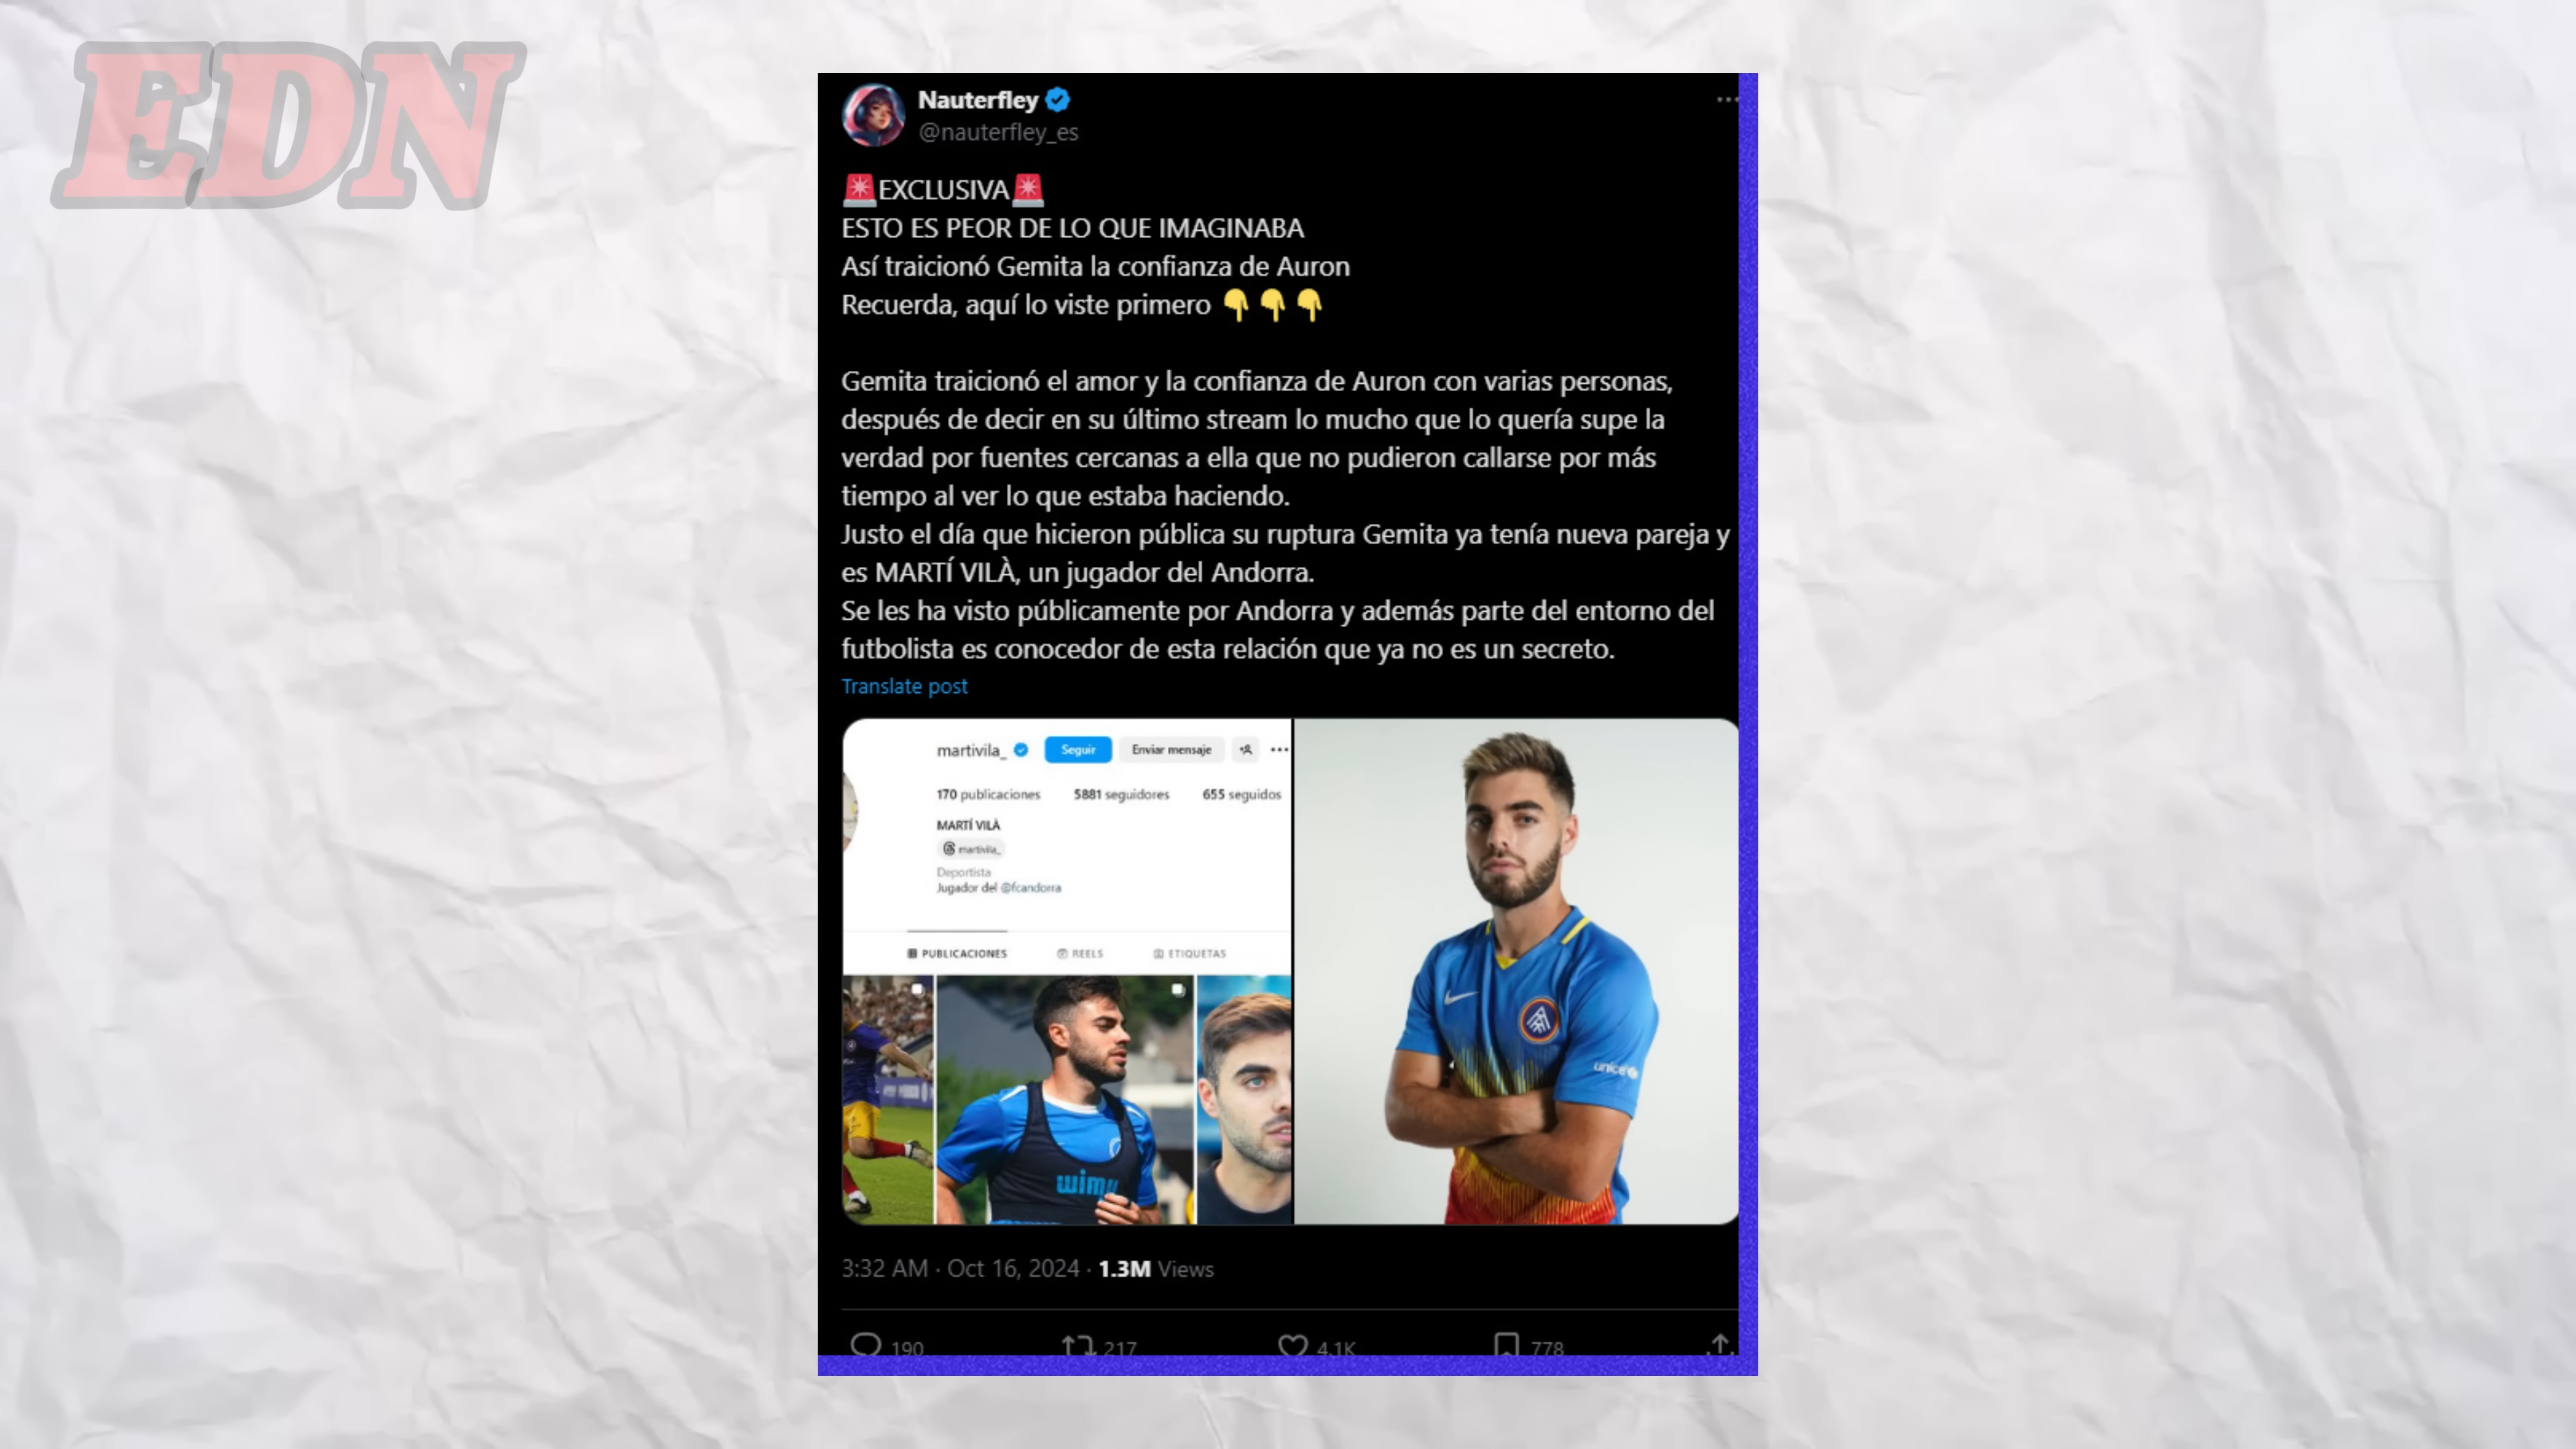 EDN
Nauterfley
@nauterfley_es
🚨EXCLUSIVA🚨
ESTO ES PEOR DE LO QUE IMAGINABA
Así traicionó Gemita la confianza de Auron
Recuerda, aquí lo viste primero 👇👇👇
Gemita traicionó el amor y la confianza de Auron con varias personas,
después de decir en su último stream lo mucho que lo quería supe la
verdad por fuentes cercanas a ella que no pudieron callarse por más
tiempo al ver lo que estaba haciendo.
Justo el día que hicieron pública su ruptura Gemita ya tenía nueva pareja y
es MARTÍ VILÀ, un jugador del Andorra.
Se les ha visto públicamente por Andorra y además parte del entorno del
futbolista es conocedor de esta relación que ya no es un secreto.
Translate post
martivila_ Seguir Enviar mensaje
170 publicaciones 5881 seguidores 655 seguidos
MARTÍ VILÀ
martivila_
Deportista
Jugador del @fcandorra
PUBLICACIONES REELS ETIQUETAS
wimu
unicef
3:32 AM · Oct 16, 2024 · 1.3M Views
190 217 4.1K 778